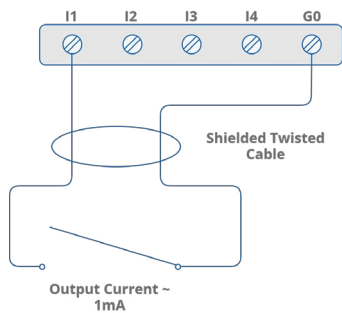 I1 I2 I3 I4 G0
Shielded Twisted
Cable
Output Current ~
1mA